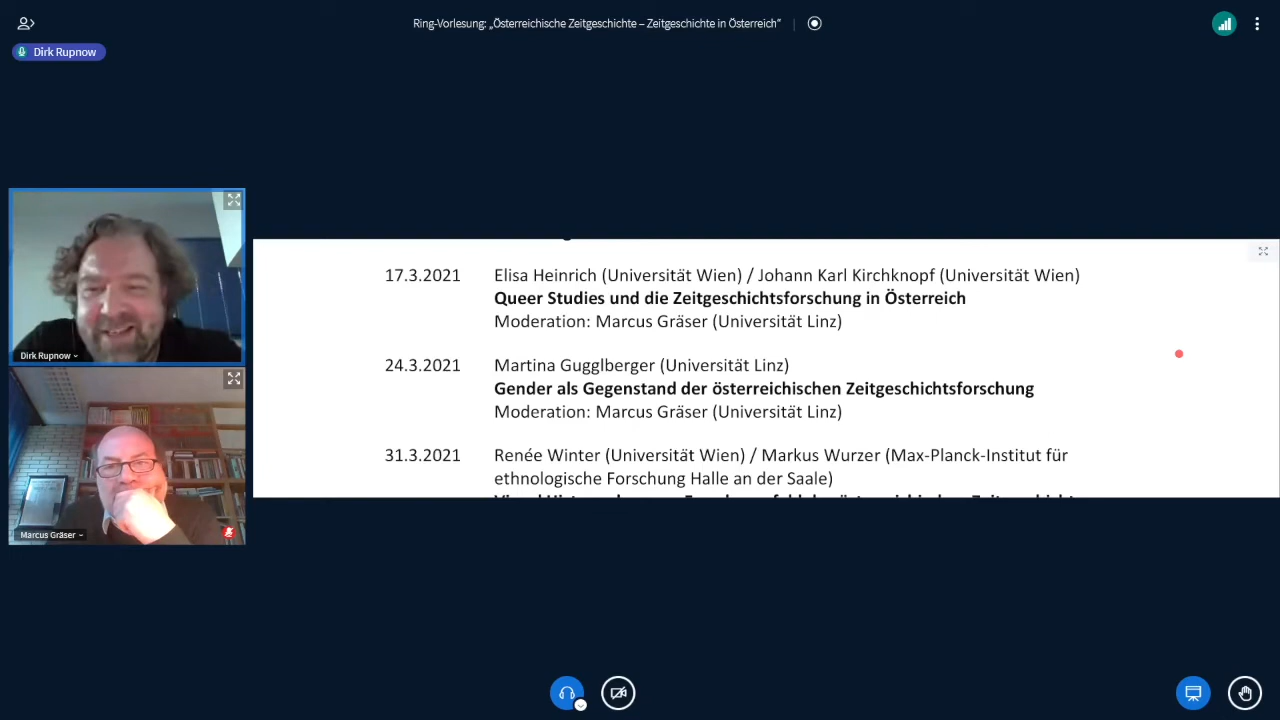 Ring-Vorlesung: „Österreichische Zeitgeschichte – Zeitgeschichte in Österreich”
Dirk Rupnow
Dirk Rupnow
Marcus Gräser
17.3.2021 Elisa Heinrich (Universität Wien) / Johann Karl Kirchknopf (Universität Wien)
Queer Studies und die Zeitgeschichtsforschung in Österreich
Moderation: Marcus Gräser (Universität Linz)
24.3.2021 Martina Gugglberger (Universität Linz)
Gender als Gegenstand der österreichischen Zeitgeschichtsforschung
Moderation: Marcus Gräser (Universität Linz)
31.3.2021 Renée Winter (Universität Wien) / Markus Wurzer (Max-Planck-Institut für
ethnologische Forschung Halle an der Saale)